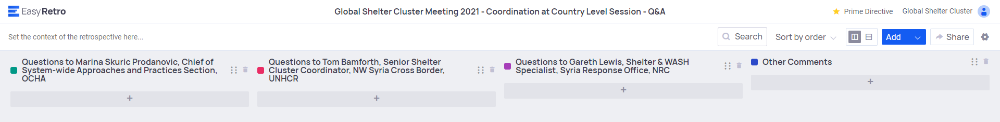 EasyRetro
Global Shelter Cluster Meeting 2021 - Coordination at Country Level Session - Q&A
Prime Directive
Global Shelter Cluster
Set the context of the retrospective here...
Search
Sort by order
Add
Share
Questions to Marina Skuric Prodanovic, Chief of
System-wide Approaches and Practices Section,
OCHA
+
Questions to Tom Bamforth, Senior Shelter
Cluster Coordinator, NW Syria Cross Border,
UNHCR
+
Questions to Gareth Lewis, Shelter & WASH
Specialist, Syria Response Office, NRC
+
Other Comments
+